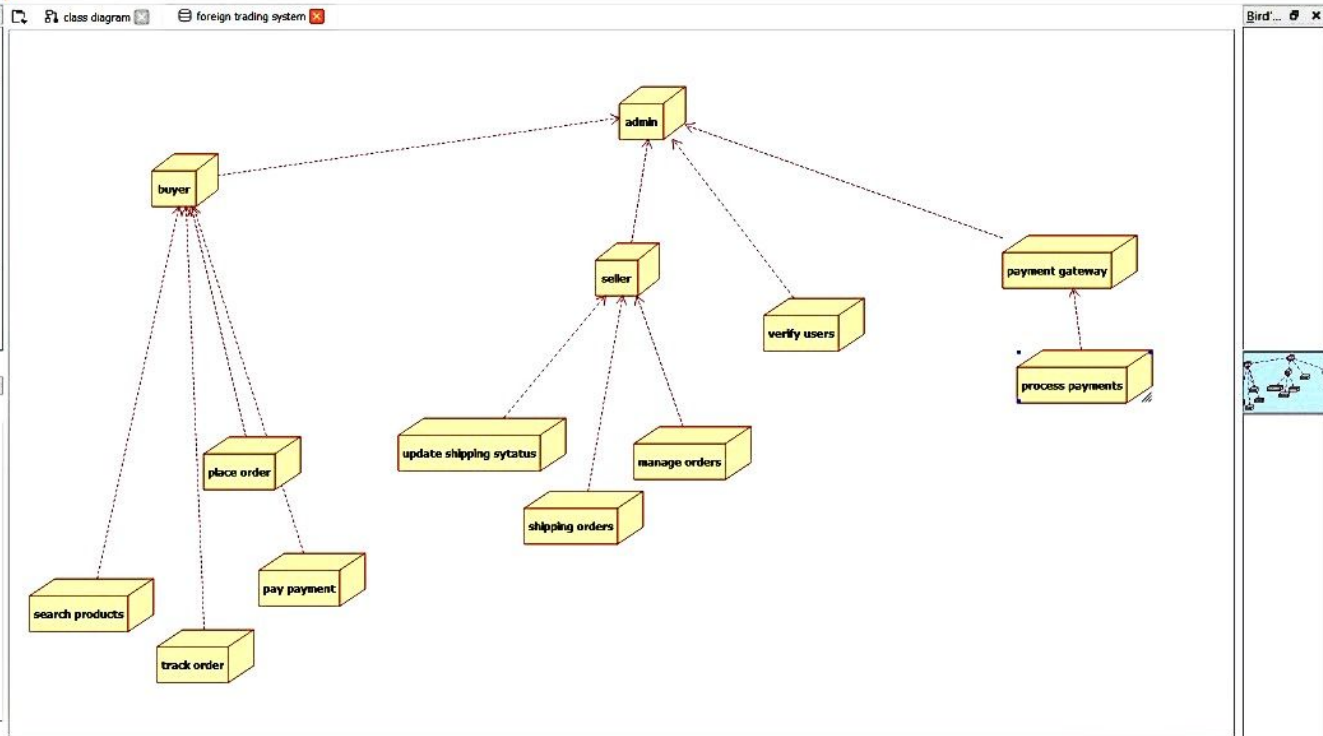 class diagram
foreign trading system
Bird'...
admin
buyer
seller
payment gateway
verify users
process payments
update shipping sytatus
manage orders
place order
shipping orders
pay payment
search products
track order